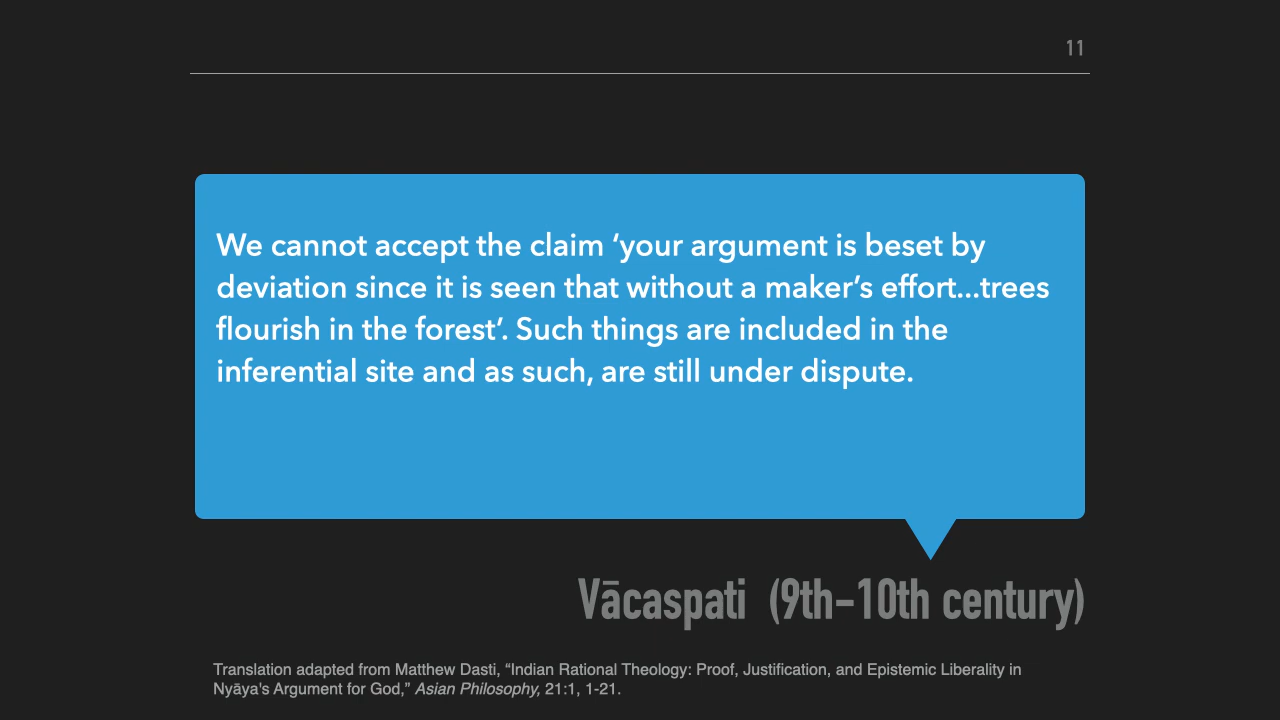 11
We cannot accept the claim ‘your argument is beset by
deviation since it is seen that without a maker’s effort...trees
flourish in the forest’. Such things are included in the
inferential site and as such, are still under dispute.
Vācaspati (9th-10th century)
Translation adapted from Matthew Dasti, “Indian Rational Theology: Proof, Justification, and Epistemic Liberality in
Nyāya's Argument for God,” Asian Philosophy, 21:1, 1-21.